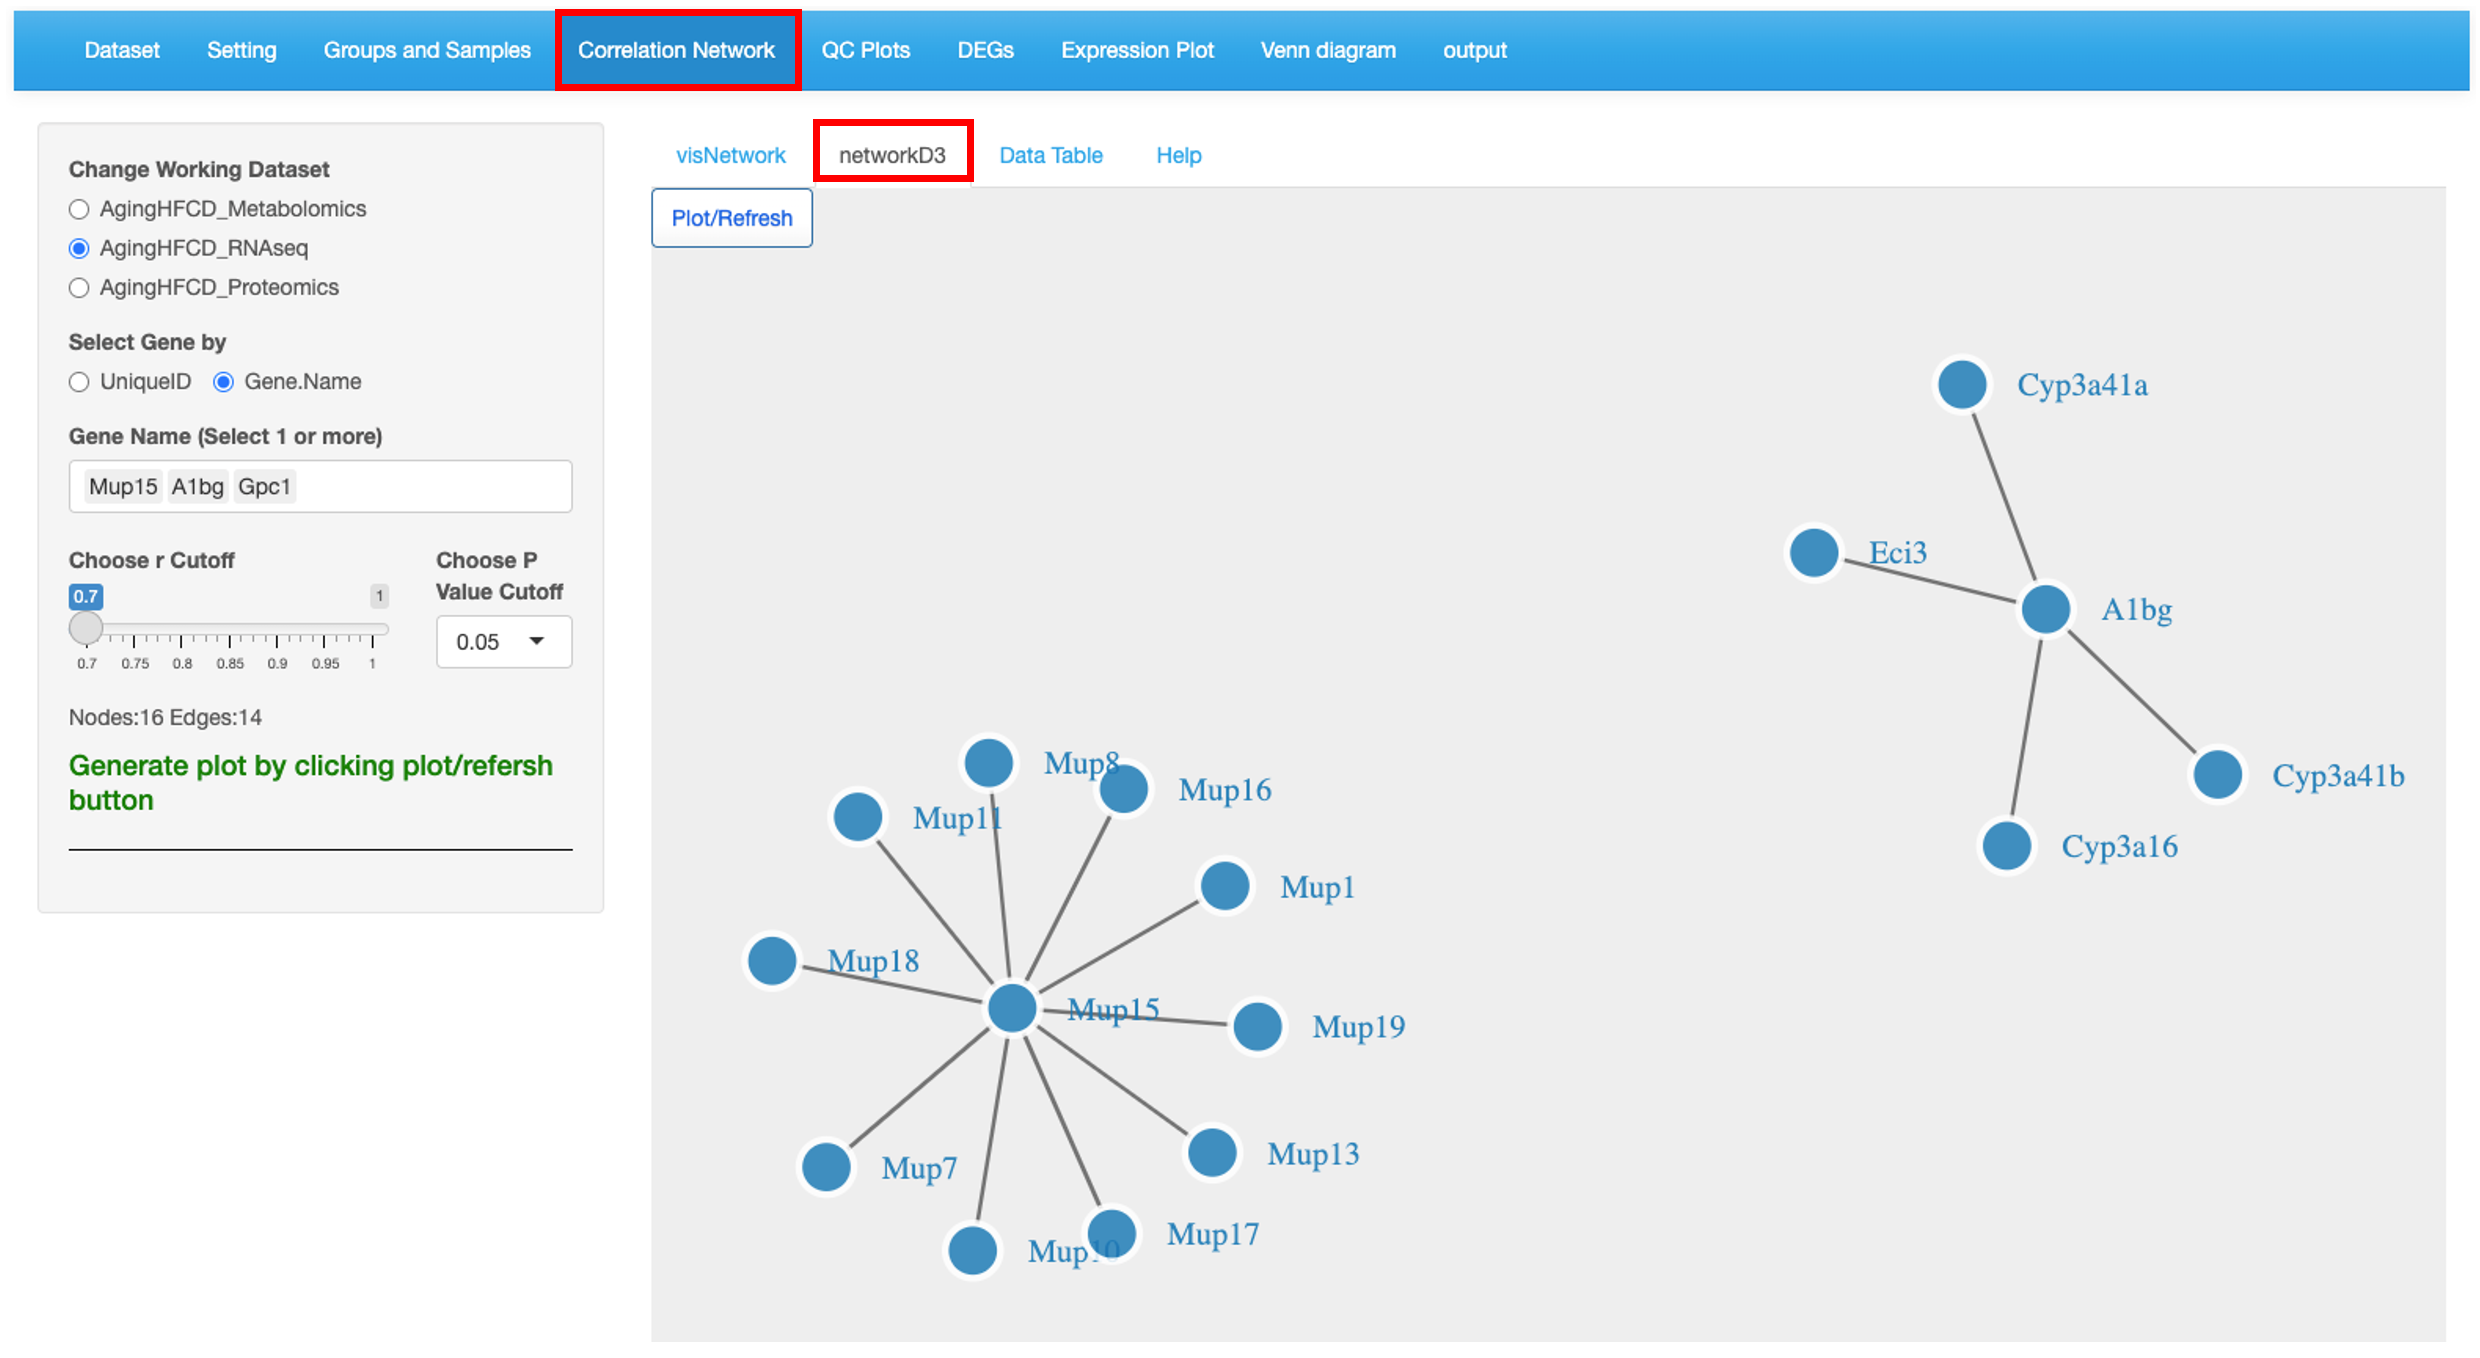 Dataset Setting Groups and Samples Correlation Network QC Plots DEGs Expression Plot Venn diagram output
Change Working Dataset
AgingHFCD_Metabolomics
AgingHFCD_RNAseq
AgingHFCD_Proteomics
Select Gene by
UniqueID Gene.Name
Gene Name (Select 1 or more)
Mup15 A1bg Gpc1
Choose r Cutoff
0.7 1
0.7 0.75 0.8 0.85 0.9 0.95 1
Choose P
Value Cutoff
0.05
Nodes:16 Edges:14
Generate plot by clicking plot/refersh
button
visNetwork networkD3 Data Table Help
Plot/Refresh
Cyp3a41a
Eci3
A1bg
Cyp3a41b
Cyp3a16
Mup8
Mup16
Mup11
Mup1
Mup18
Mup15
Mup19
Mup13
Mup7
Mup17
Mup10